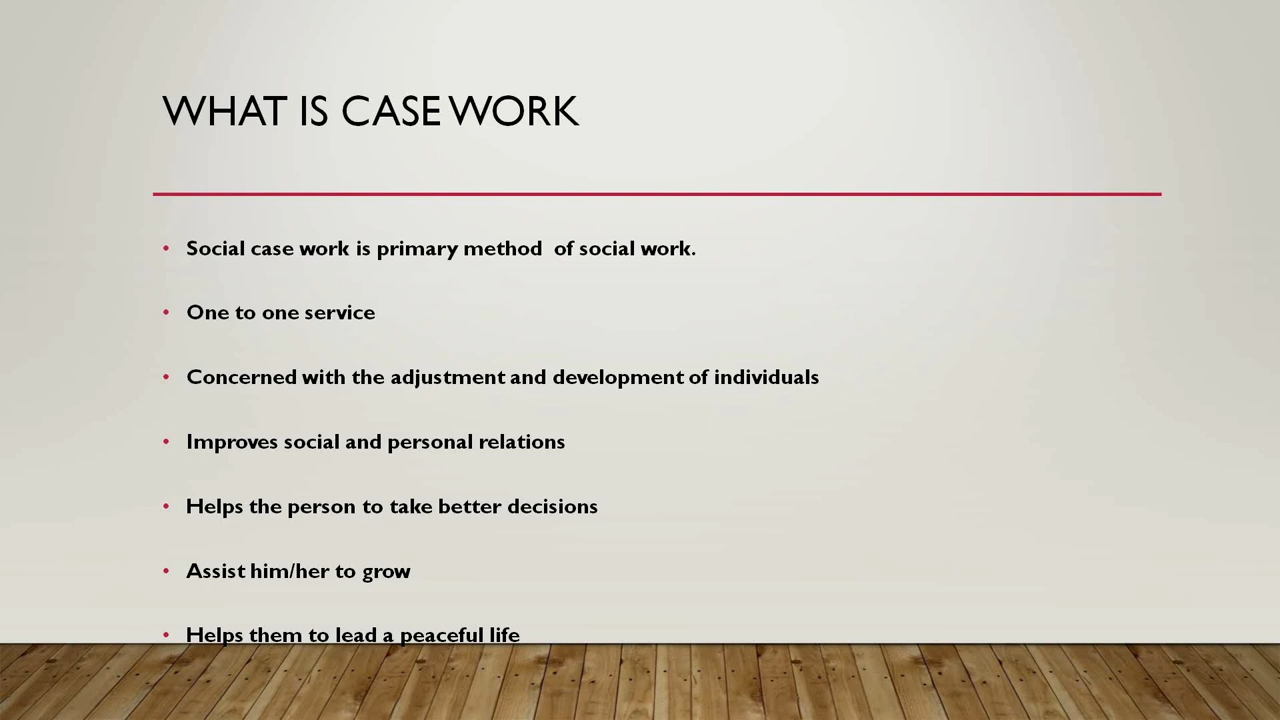 WHAT IS CASE WORK
• Social case work is primary method  of social work.
• One to one service
• Concerned with the adjustment and development of individuals
• Improves social and personal relations
• Helps the person to take better decisions
• Assist him/her to grow
• Helps them to lead a peaceful life